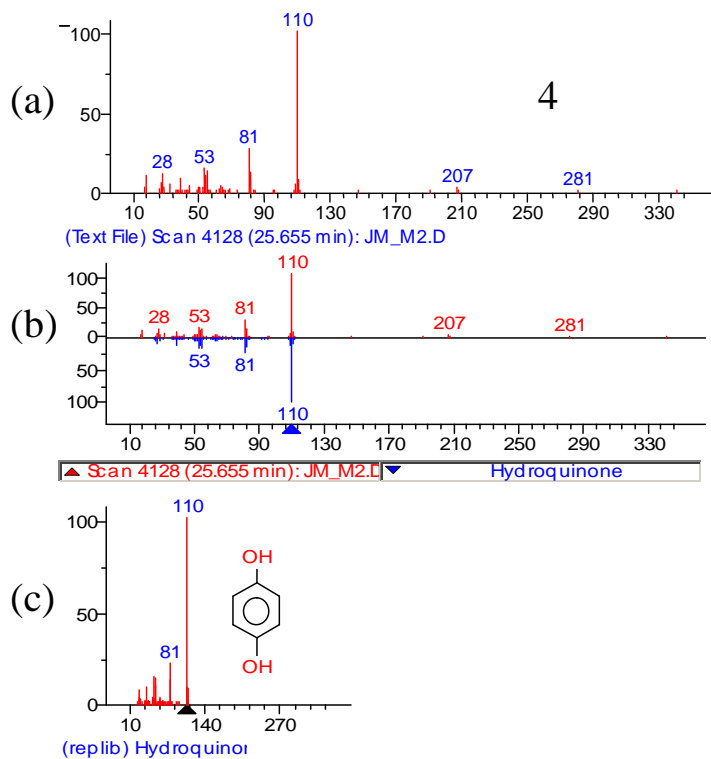 110
100
(a)
4
50
81
53
28
207
281
0
10 50 90 130 170 210 250 290 330
(Text File) Scan 4128 (25.655 min): JM_M2.D
110
100
(b)
50
28 53 81 207 281
0
53 81
50
100
110
10 50 90 130 170 210 250 290 330
Scan 4128 (25.655 min): JM_M2.D
Hydroquinone
110
100
OH
(c)
50
81
OH
0
10 140 270
(replib) Hydroquinon